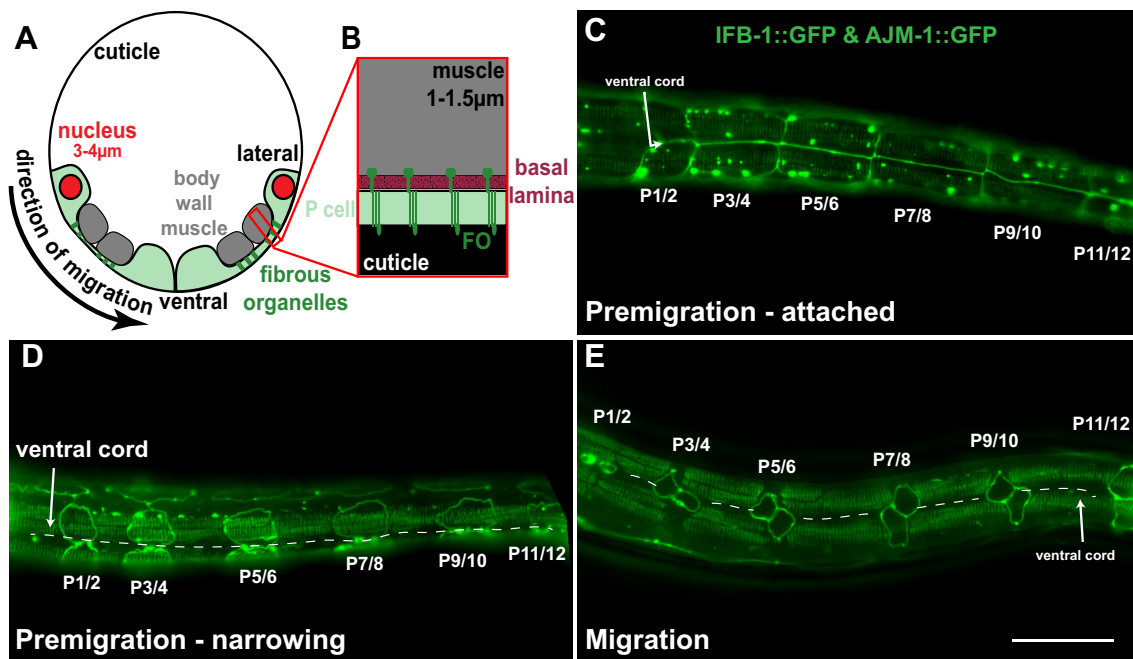 A
cuticle
nucleus
3-4µm
lateral
body
wall
muscle
direction of migration
ventral
fibrous
organelles
B
muscle
1-1.5µm
basal
lamina
P cell
FO
cuticle
C
IFB-1::GFP & AJM-1::GFP
ventral cord
P1/2
P3/4
P5/6
P7/8
P9/10
P11/12
Premigration - attached
D
ventral cord
P1/2
P3/4
P5/6
P7/8
P9/10
P11/12
Premigration - narrowing
E
P1/2
P3/4
P5/6
P7/8
P9/10
P11/12
ventral cord
Migration